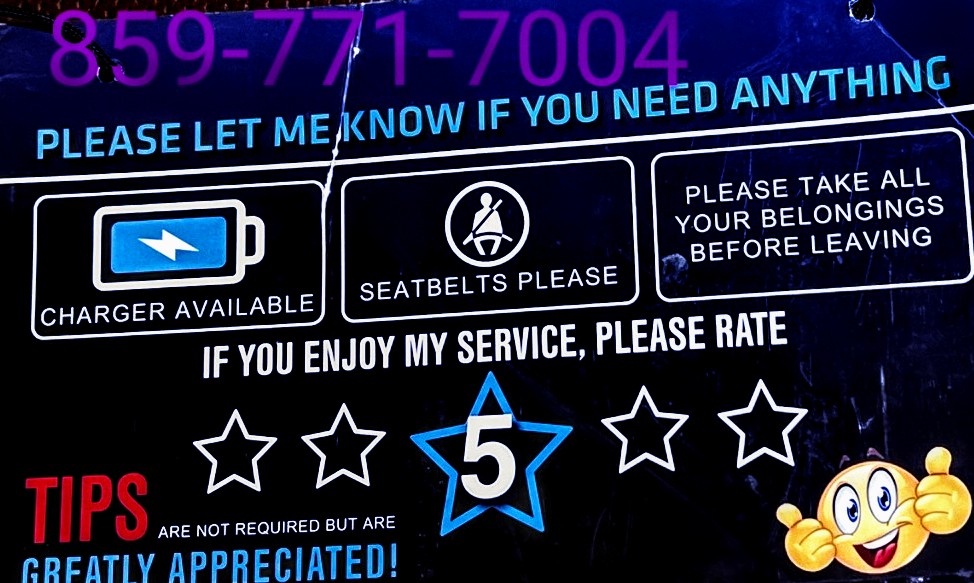 859-771-7004
PLEASE LET ME KNOW IF YOU NEED ANYTHING
CHARGER AVAILABLE
SEATBELTS PLEASE
PLEASE TAKE ALL
YOUR BELONGINGS
BEFORE LEAVING
IF YOU ENJOY MY SERVICE, PLEASE RATE
5
TIPS ARE NOT REQUIRED BUT ARE
GREATLY APPRECIATED!